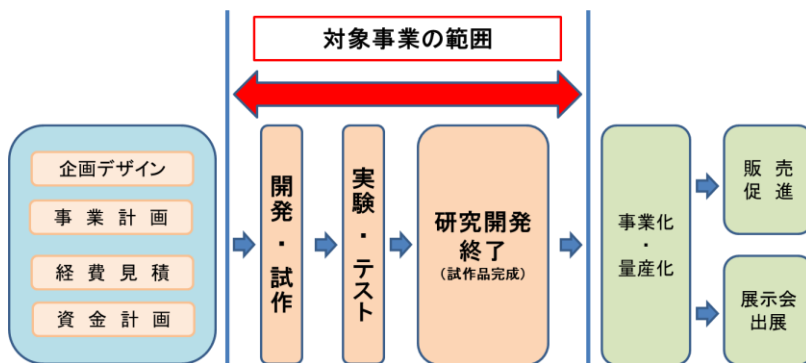 対象事業の範囲
企画デザイン
事業計画
経費見積
資金計画
開発・試作
実験・テスト
研究開発
終了
（試作品完成）
事業化
・
量産化
販売
促進
展示会
出展